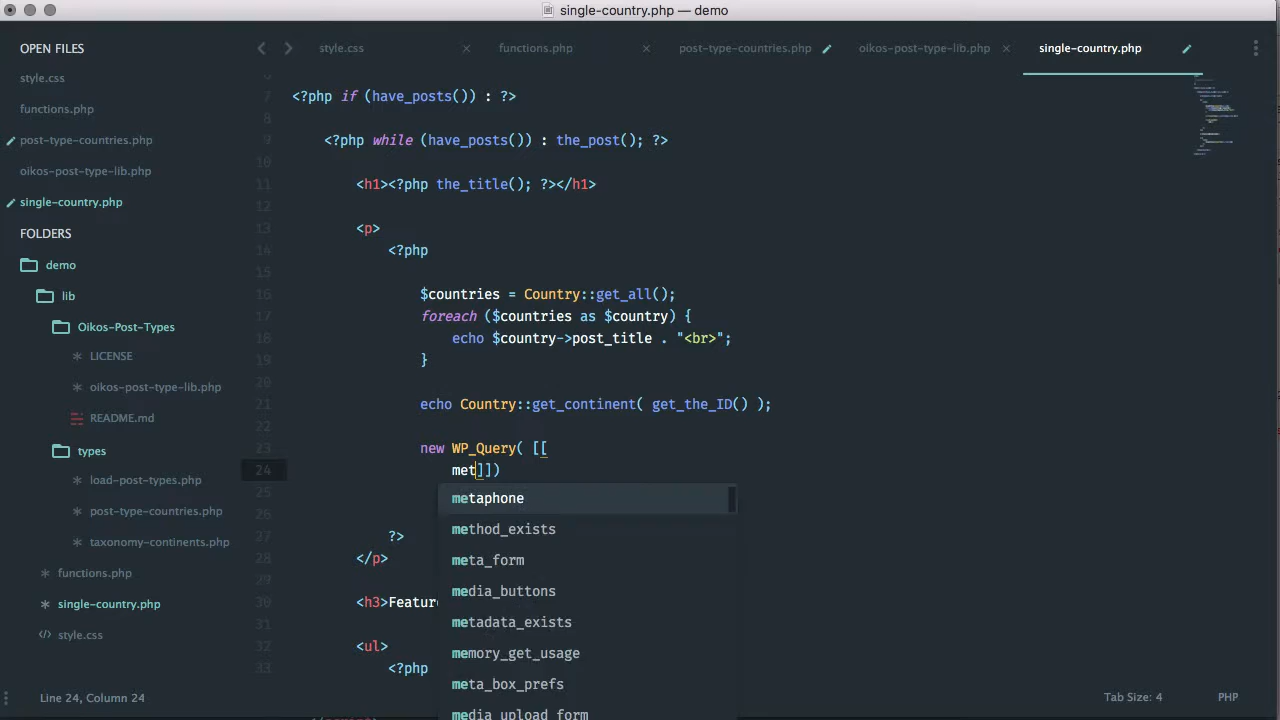 single-country.php — demo
OPEN FILES
style.css
functions.php
post-type-countries.php
oikos-post-type-lib.php
single-country.php
style.css
functions.php
post-type-countries.php
oikos-post-type-lib.php
single-country.php
FOLDERS
demo
lib
Oikos-Post-Types
LICENSE
oikos-post-type-lib.php
README.md
types
load-post-types.php
post-type-countries.php
taxonomy-continents.php
functions.php
single-country.php
style.css
7 <?php if (have_posts()) : ?>
8
9 <?php while (have_posts()) : the_post(); ?>
10
11 <h1><?php the_title(); ?></h1>
12
13 <p>
14 <?php
15
16 $countries = Country::get_all();
17 foreach ($countries as $country) {
18 echo $country->post_title . "<br>";
19 }
20
21 echo Country::get_continent( get_the_ID() );
22
23 new WP_Query( [[
24 met]])
25
26
27 ?>
28 </p>
29
30 <h3>Featur
31
32 <ul>
33 <?php
metaphone
method_exists
meta_form
media_buttons
metadata_exists
memory_get_usage
meta_box_prefs
media_upload_form
Line 24, Column 24
Tab Size: 4
PHP